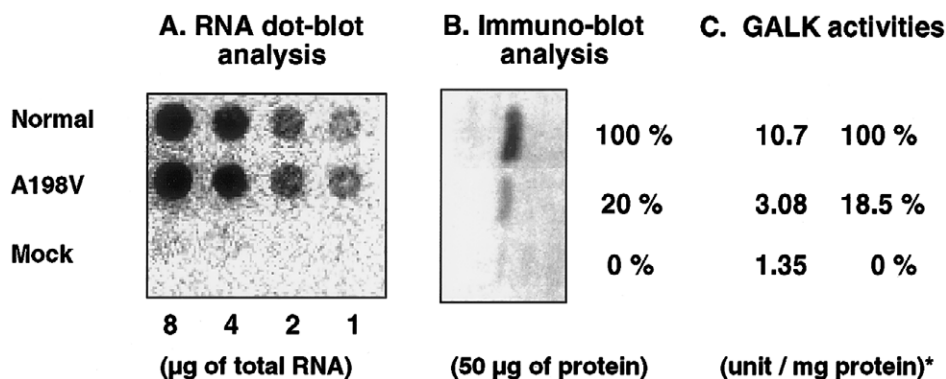 A. RNA dot-blot analysis
B. Immuno-blot analysis
C. GALK activities
Normal 100 % 10.7 100 %
A198V 20 % 3.08 18.5 %
Mock 0 % 1.35 0 %
8 4 2 1
(µg of total RNA) (50 µg of protein) (unit / mg protein)*